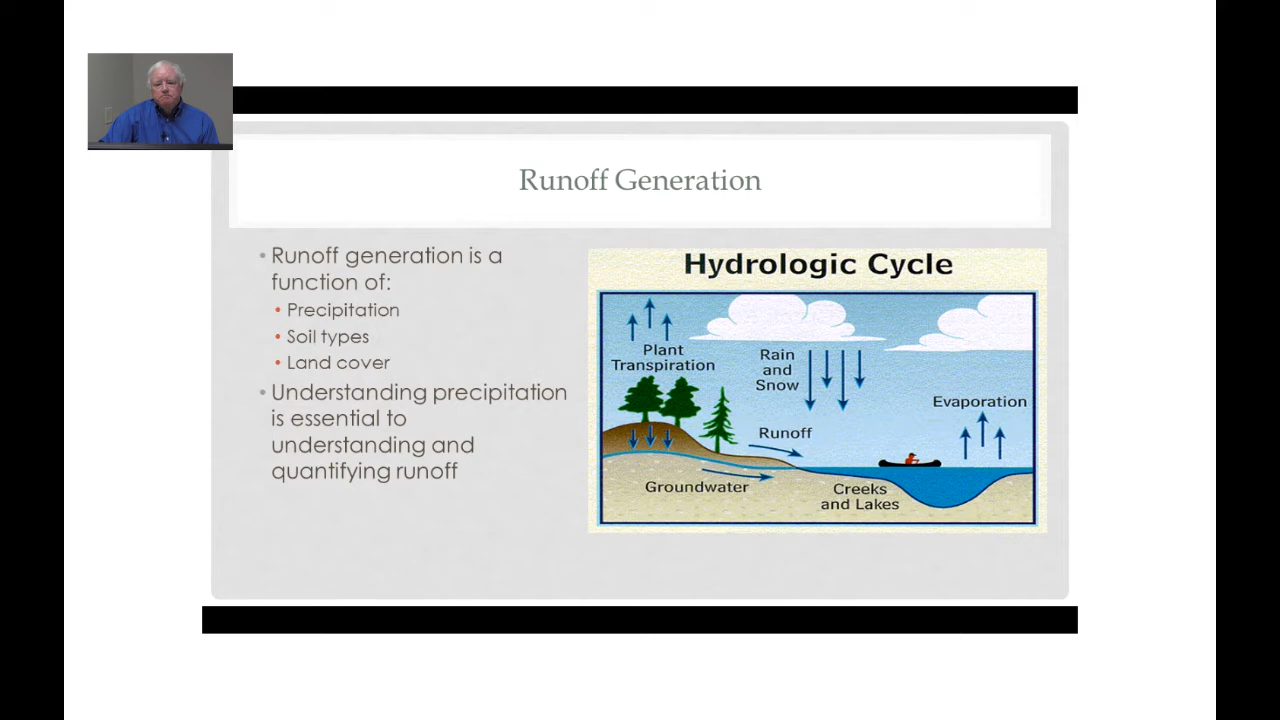 Runoff Generation
• Runoff generation is a
function of:
• Precipitation
• Soil types
• Land cover
• Understanding precipitation
is essential to
understanding and
quantifying runoff
Hydrologic Cycle
Plant
Transpiration
Rain
and
Snow
Evaporation
Runoff
Groundwater
Creeks
and Lakes